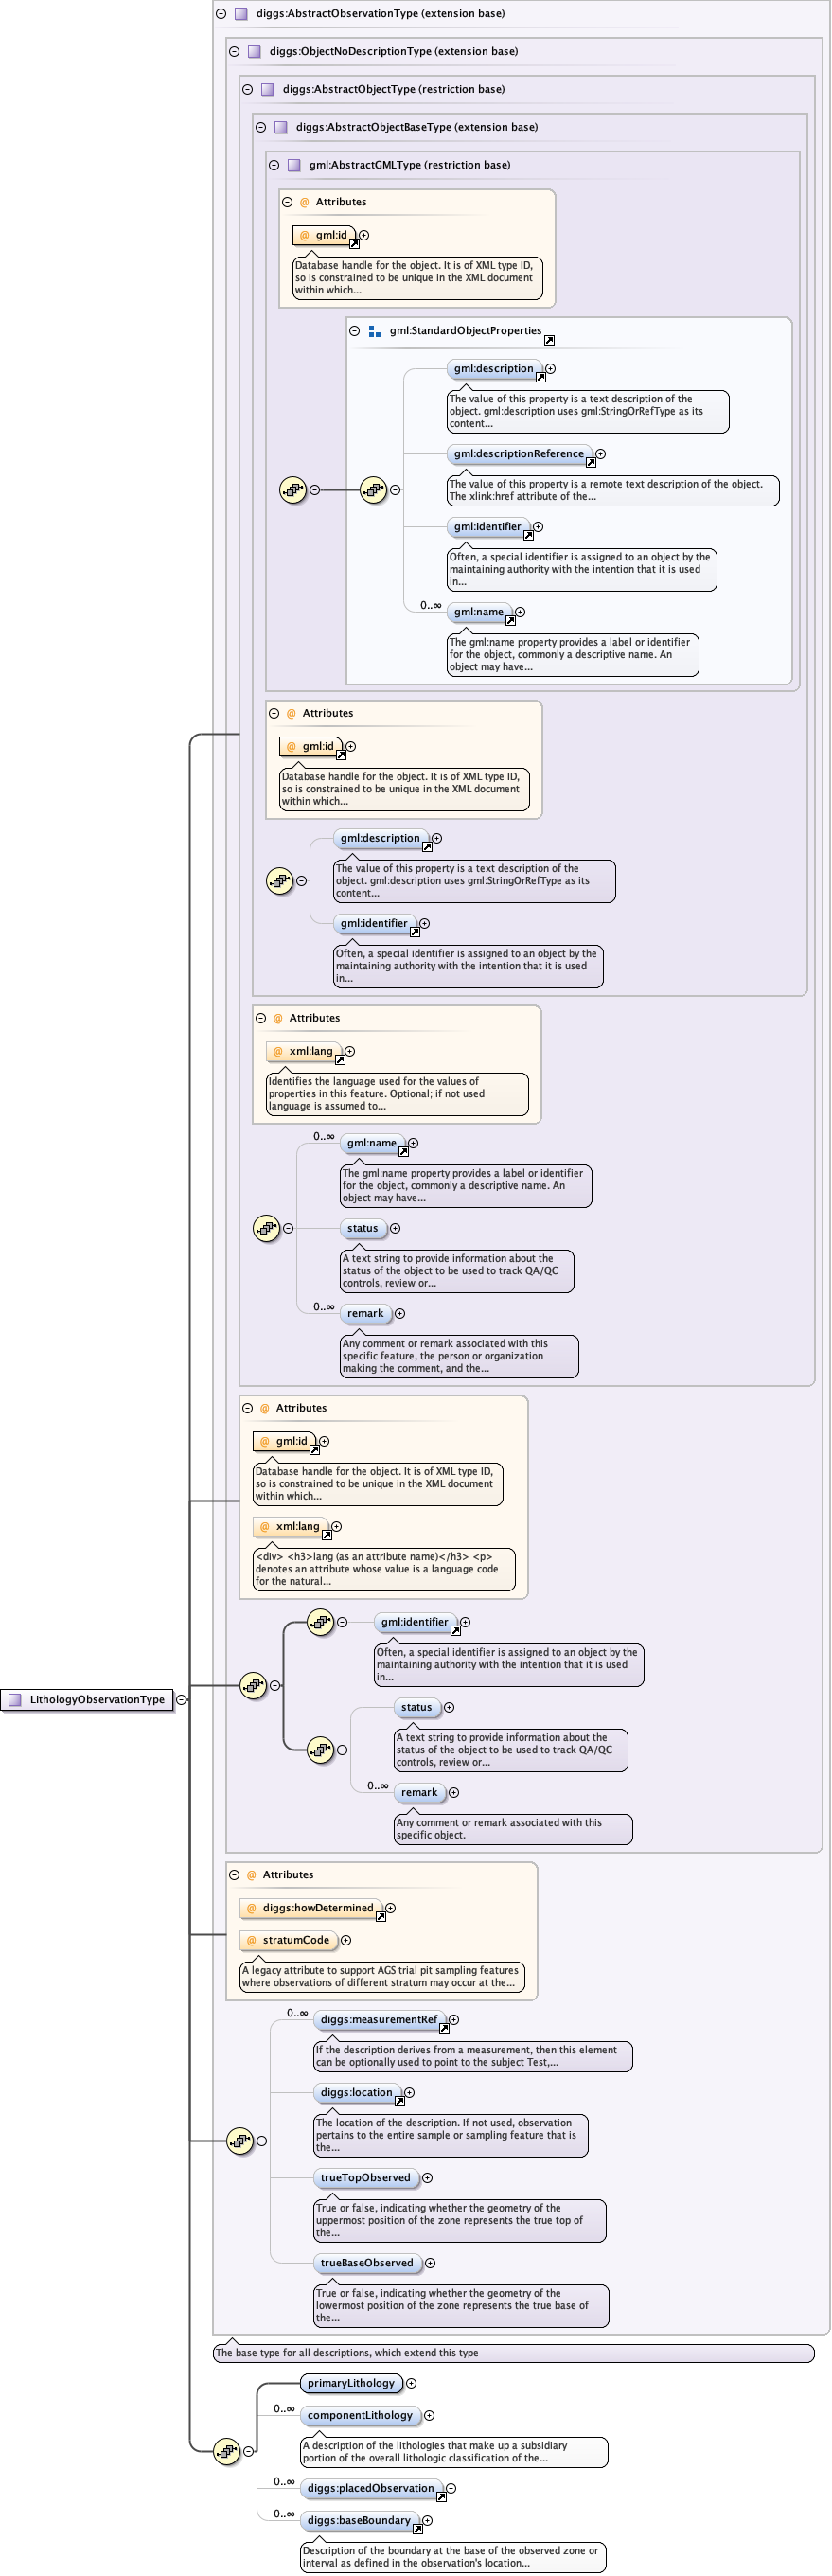 diggs:AbstractObservationType (extension base)
diggs:ObjectNoDescriptionType (extension base)
diggs:AbstractObjectType (restriction base)
diggs:AbstractObjectBaseType (extension base)
gml:AbstractGMLType (restriction base)
@ Attributes
@ gml:id
Database handle for the object. It is of XML type ID,
so is constrained to be unique in the XML document
within which...
gml:StandardObjectProperties
gml:description
The value of this property is a text description of the
object. gml:description uses gml:StringOrRefType as its
content...
gml:descriptionReference
The value of this property is a remote text description of the object.
The xlink:href attribute of the...
gml:identifier
Often, a special identifier is assigned to an object by the
maintaining authority with the intention that it is used
in...
0..∞ gml:name
The gml:name property provides a label or identifier
for the object, commonly a descriptive name. An
object may have...
@ Attributes
@ gml:id
Database handle for the object. It is of XML type ID,
so is constrained to be unique in the XML document
within which...
gml:description
The value of this property is a text description of the
object. gml:description uses gml:StringOrRefType as its
content...
gml:identifier
Often, a special identifier is assigned to an object by the
maintaining authority with the intention that it is used
in...
@ Attributes
@ xml:lang
Identifies the language used for the values of
properties in this feature. Optional; if not used
language is assumed to...
0..∞ gml:name
The gml:name property provides a label or identifier
for the object, commonly a descriptive name. An
object may have...
status
A text string to provide information about the
status of the object to be used to track QA/QC
controls, review or...
0..∞ remark
Any comment or remark associated with this
specific feature, the person or organization
making the comment, and the...
@ Attributes
@ gml:id
Database handle for the object. It is of XML type ID,
so is constrained to be unique in the XML document
within which...
@ xml:lang
<div> <h3>lang (as an attribute name)</h3> <p>
denotes an attribute whose value is a language code
for the natural...
gml:identifier
Often, a special identifier is assigned to an object by the
maintaining authority with the intention that it is used
in...
LithologyObservationType
status
A text string to provide information about the
status of the object to be used to track QA/QC
controls, review or...
0..∞ remark
Any comment or remark associated with this
specific object.
@ Attributes
@ diggs:howDetermined
@ stratumCode
A legacy attribute to support AGS trial pit sampling features
where observations of different stratum may occur at the...
0..∞ diggs:measurementRef
If the description derives from a measurement, then this element
can be optionally used to point to the subject Test,...
diggs:location
The location of the description. If not used, observation
pertains to the entire sample or sampling feature that is
the...
trueTopObserved
True or false, indicating whether the geometry of the
uppermost position of the zone represents the true top of
the...
trueBaseObserved
True or false, indicating whether the geometry of the
lowermost position of the zone represents the true base of
the...
The base type for all descriptions, which extend this type
primaryLithology
0..∞ componentLithology
A description of the lithologies that make up a subsidiary
portion of the overall lithologic classification of the...
0..∞ diggs:placedObservation
0..∞ diggs:baseBoundary
Description of the boundary at the base of the observed zone or
interval as defined in the observation's location...